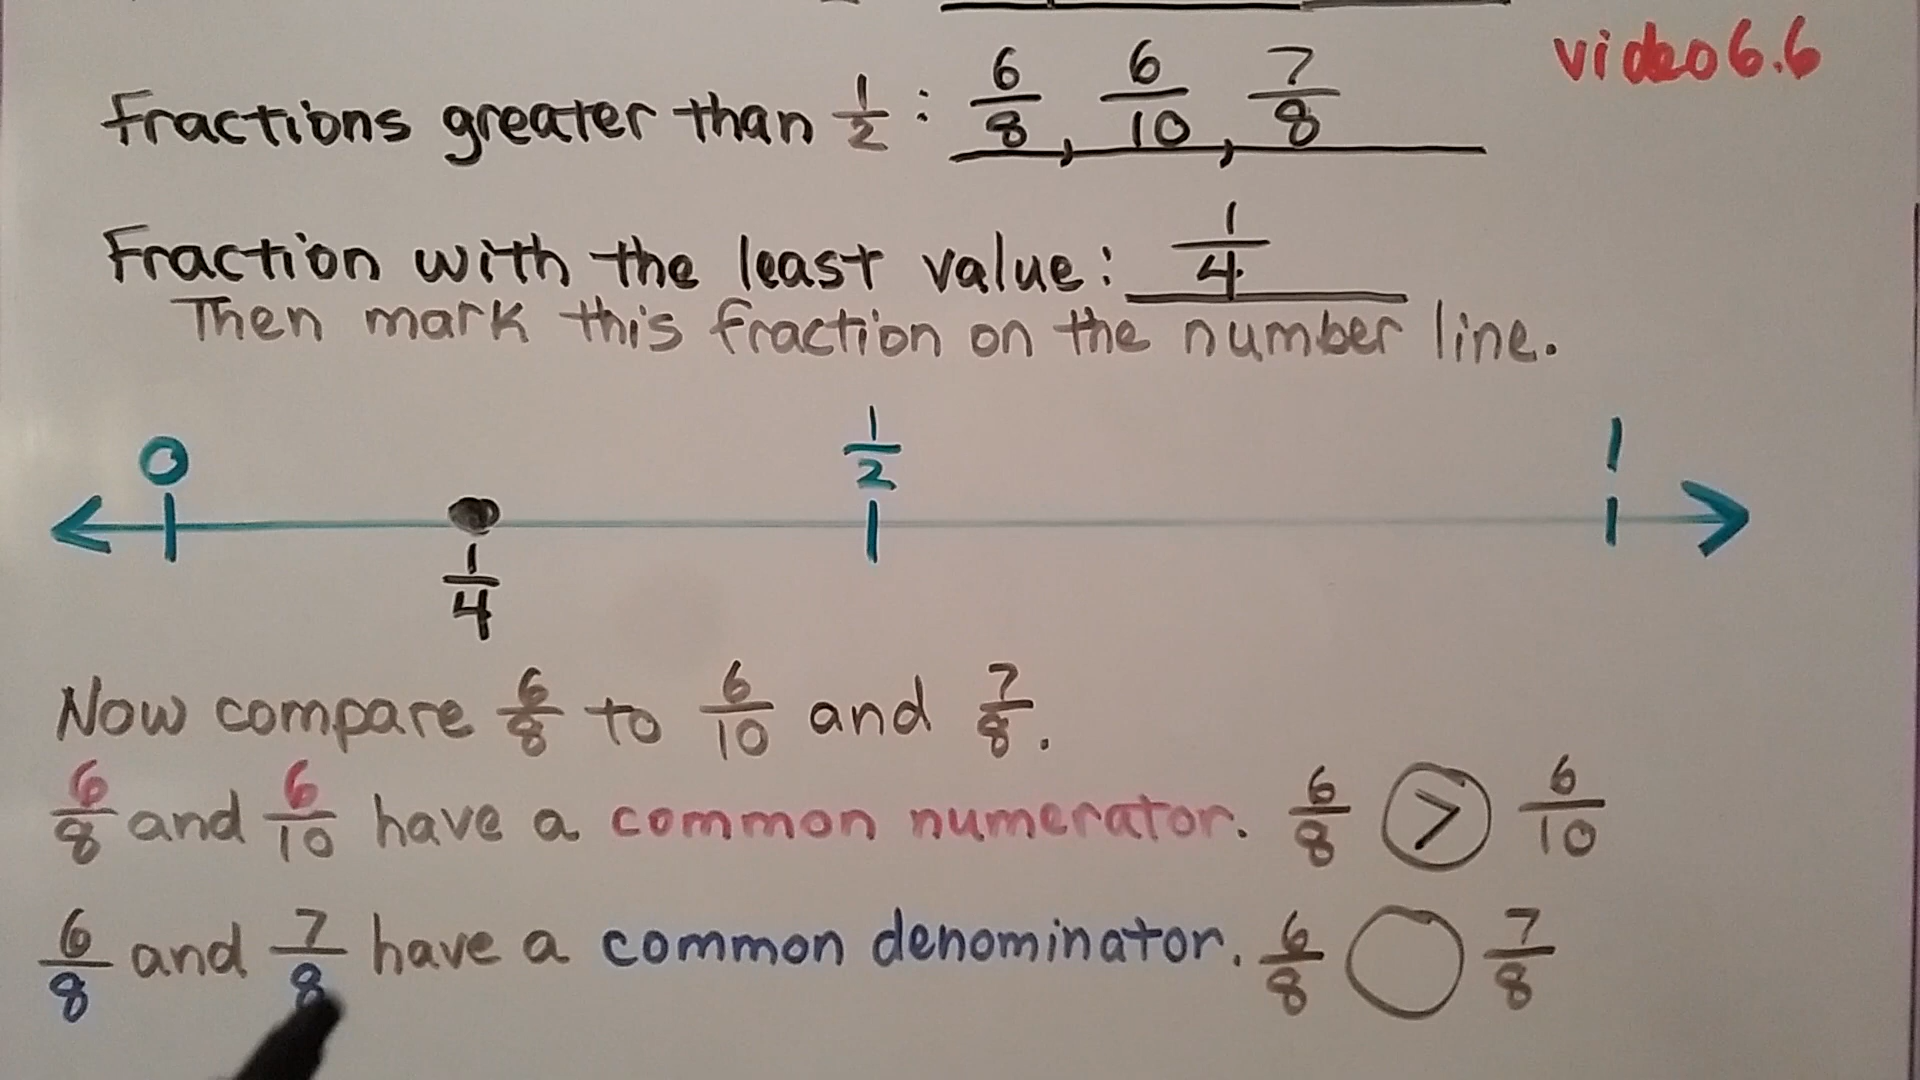 video 6.6
Fractions greater than 1/2 : 6/8, 6/10, 7/8
Fraction with the least value: 1/4
Then mark this fraction on the number line.
0 1/2 1
1/4
Now compare 6/8 to 6/10 and 7/8.
6/8 and 6/10 have a common numerator. 6/8 > 6/10
6/8 and 7/8 have a common denominator. 6/8 ◯ 7/8